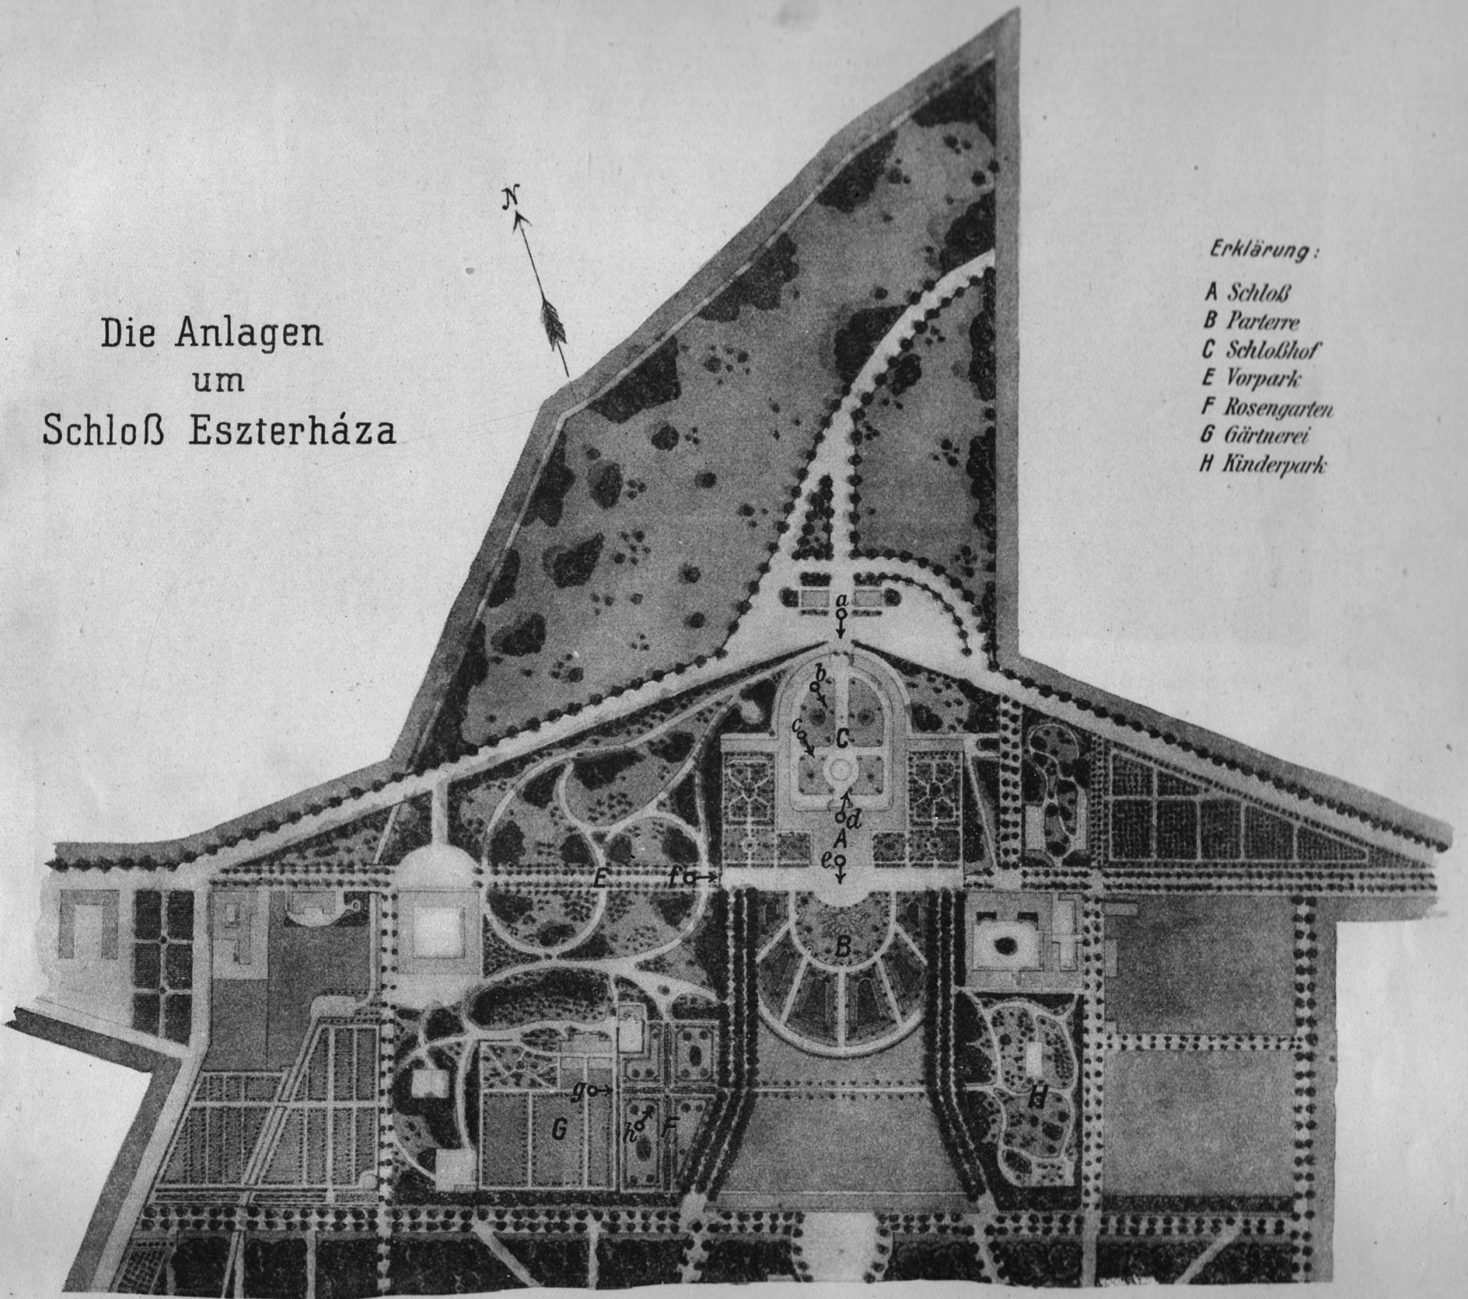 N
Die Anlagen
um
Schloß Eszterháza
Erklärung:
A Schloß
B Parterre
C Schloßhof
E Vorpark
F Rosengarten
G Gärtnerei
H Kinderpark
a
b
c
C
d
A
e
E
f
B
g
G
h
F
H